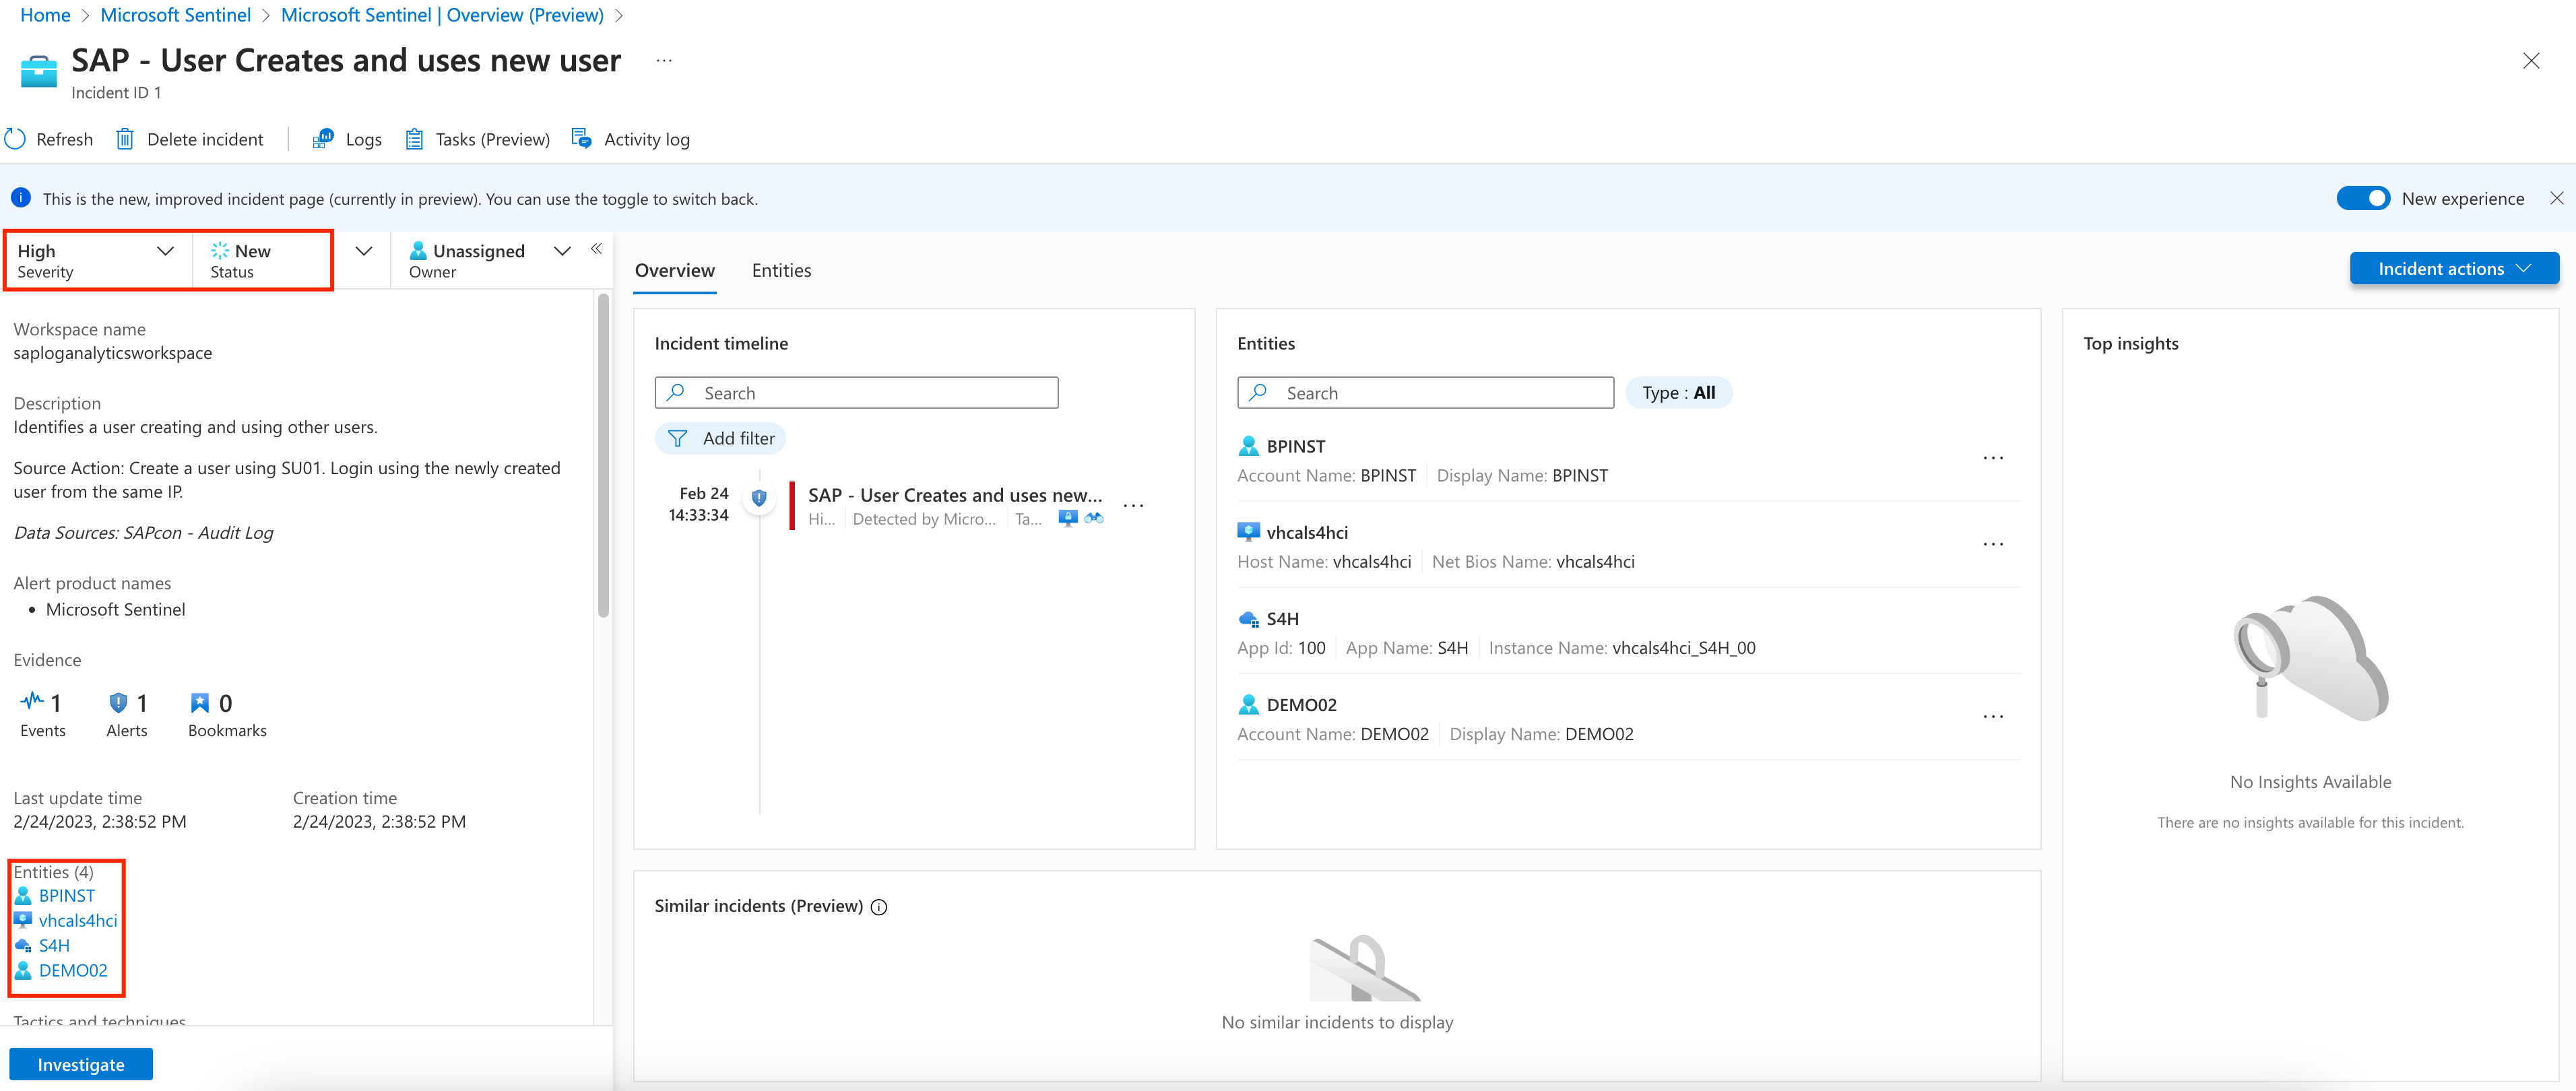 Home > Microsoft Sentinel > Microsoft Sentinel | Overview (Preview) >
SAP - User Creates and uses new user ...
Incident ID 1
Refresh Delete incident Logs Tasks (Preview) Activity log
This is the new, improved incident page (currently in preview). You can use the toggle to switch back.
New experience
High
Severity
New
Status
Unassigned
Owner
Workspace name
saploganalyticsworkspace
Description
Identifies a user creating and using other users.
Source Action: Create a user using SU01. Login using the newly created
user from the same IP.
Data Sources: SAPcon - Audit Log
Alert product names
• Microsoft Sentinel
Evidence
1 1 0
Events Alerts Bookmarks
Last update time Creation time
2/24/2023, 2:38:52 PM 2/24/2023, 2:38:52 PM
Entities (4)
BPINST
vhcals4hci
S4H
DEMO02
Tactics and techniques
Investigate
Overview Entities
Incident actions
Incident timeline
Search
Add filter
Feb 24
14:33:34
SAP - User Creates and uses new...
Hi... Detected by Micro... Ta...
Entities
Search
Type : All
BPINST
Account Name: BPINST Display Name: BPINST
vhcals4hci
Host Name: vhcals4hci Net Bios Name: vhcals4hci
S4H
App Id: 100 App Name: S4H Instance Name: vhcals4hci_S4H_00
DEMO02
Account Name: DEMO02 Display Name: DEMO02
Top insights
No Insights Available
There are no insights available for this incident.
Similar incidents (Preview)
No similar incidents to display